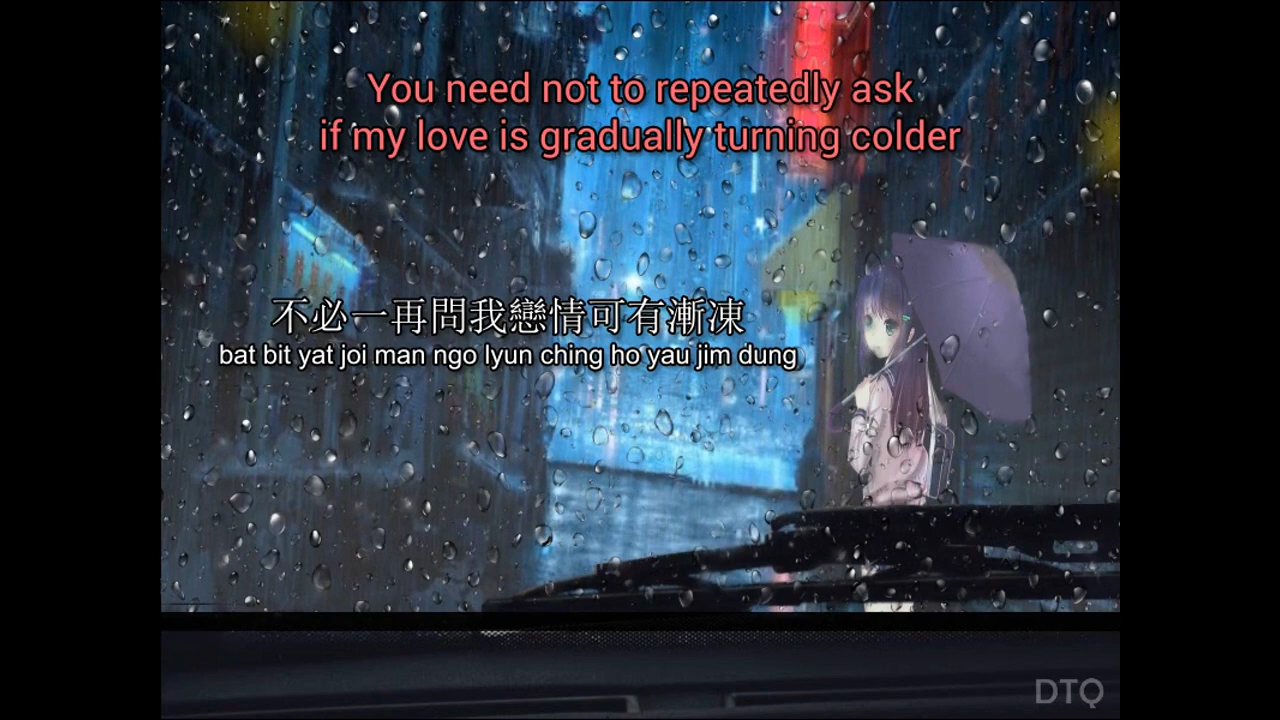 You need not to repeatedly ask
if my love is gradually turning colder
不必一再問我戀情可有漸凍
bat bit yat joi man ngo lyun ching ho yau jim dung
DTQ